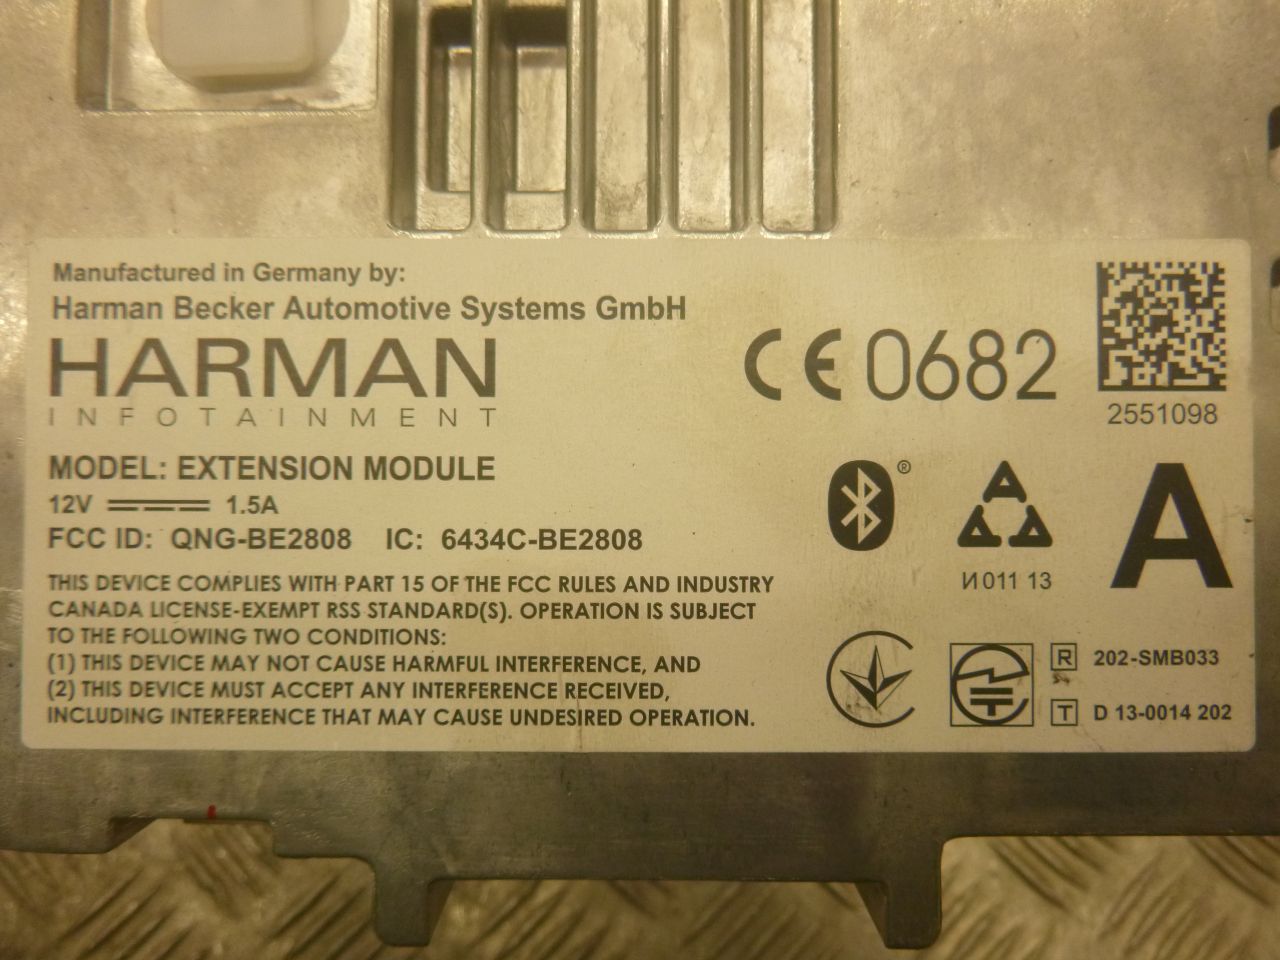 Manufactured in Germany by:
Harman Becker Automotive Systems GmbH
HARMAN
INFOTAINMENT
CE 0682
2551098
MODEL: EXTENSION MODULE
12V 1.5A
FCC ID: QNG-BE2808 IC: 6434C-BE2808
®
И011 13
A
THIS DEVICE COMPLIES WITH PART 15 OF THE FCC RULES AND INDUSTRY
CANADA LICENSE-EXEMPT RSS STANDARD(S). OPERATION IS SUBJECT
TO THE FOLLOWING TWO CONDITIONS:
(1) THIS DEVICE MAY NOT CAUSE HARMFUL INTERFERENCE, AND
(2) THIS DEVICE MUST ACCEPT ANY INTERFERENCE RECEIVED,
INCLUDING INTERFERENCE THAT MAY CAUSE UNDESIRED OPERATION.
R 202-SMB033
T D 13-0014 202